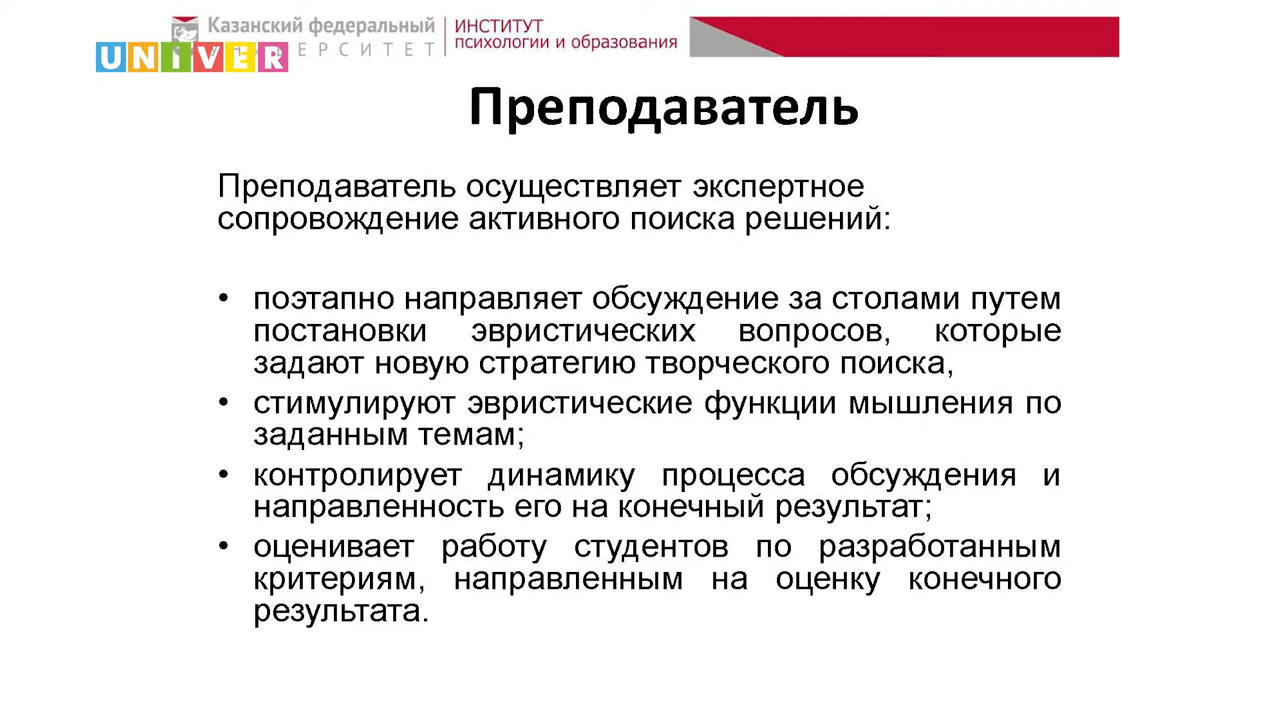 Казанский федеральный
ЕРСИТЕТ
UNIVER
ИНСТИТУТ
психологии и образования
Преподаватель
Преподаватель осуществляет экспертное
сопровождение активного поиска решений:
• поэтапно направляет обсуждение за столами путем
постановки эвристических вопросов, которые
задают новую стратегию творческого поиска,
• стимулируют эвристические функции мышления по
заданным темам;
• контролирует динамику процесса обсуждения и
направленность его на конечный результат;
• оценивает работу студентов по разработанным
критериям, направленным на оценку конечного
результата.